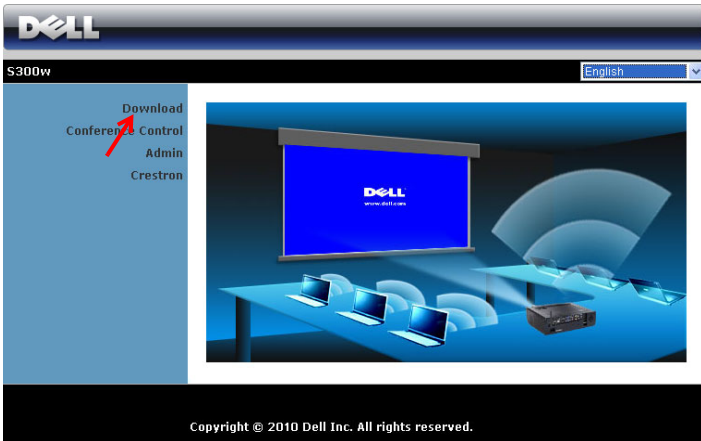 DELL
S300w
English
Download
Conference Control
Admin
Crestron
DELL
www.dell.com
Copyright © 2010 Dell Inc. All rights reserved.